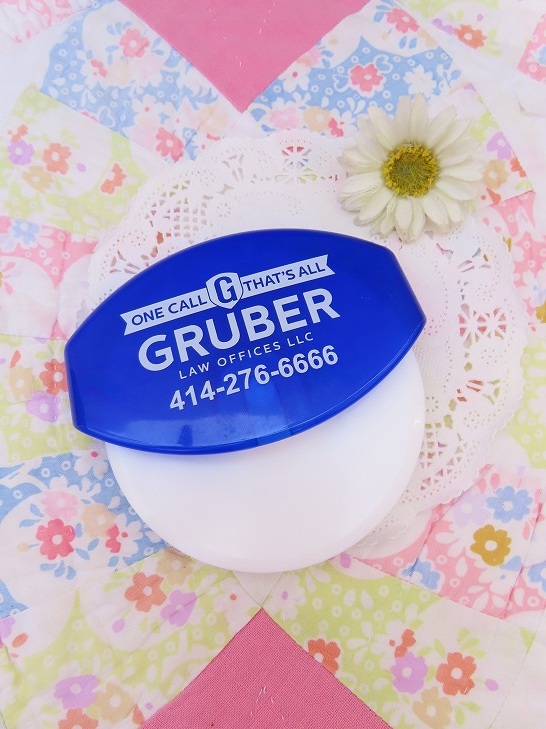 ONE CALL G THAT'S ALL
GRUBER
LAW OFFICES LLC
414-276-6666